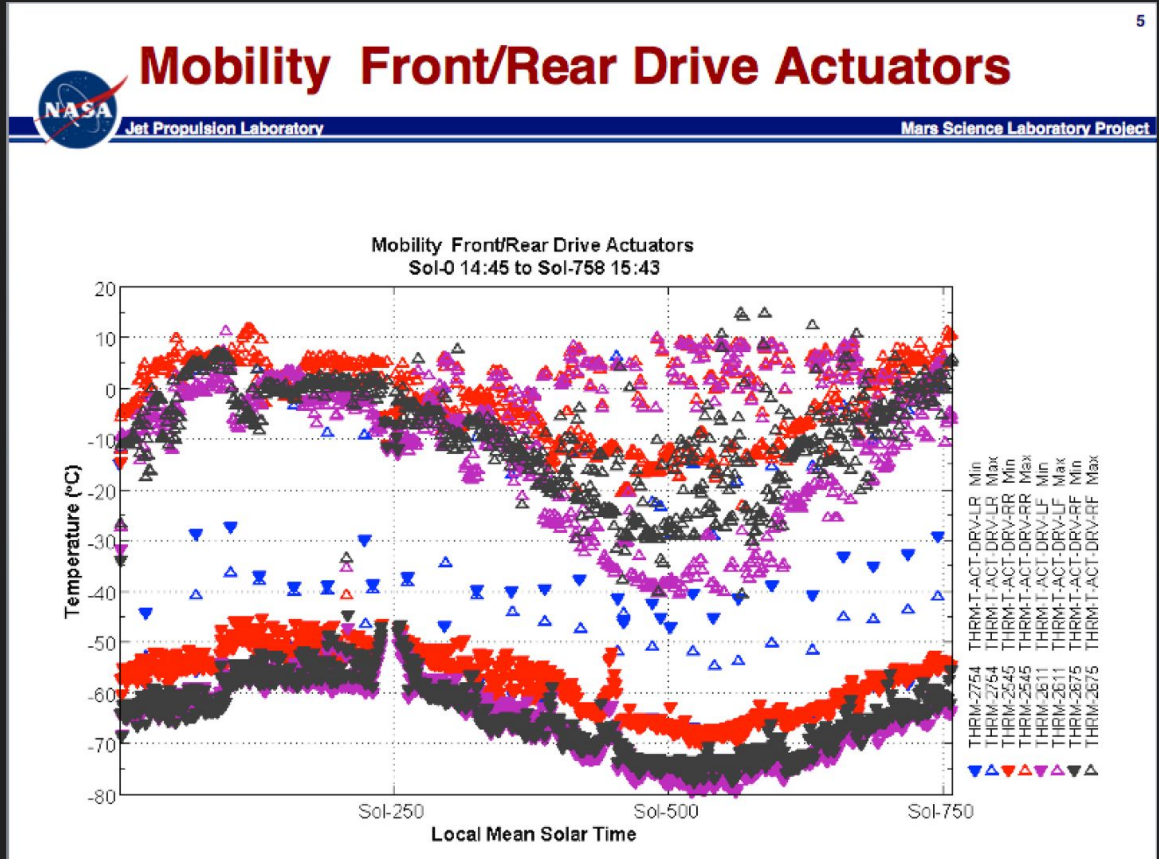 5
Mobility Front/Rear Drive Actuators
NASA
Jet Propulsion Laboratory
Mars Science Laboratory Project
Mobility Front/Rear Drive Actuators
Sol-0 14:45 to Sol-758 15:43
Temperature (°C)
20
10
0
-10
-20
-30
-40
-50
-60
-70
-80
Sol-250
Sol-500
Sol-750
Local Mean Solar Time
THRM-2754 THRM-T-ACT-DRV-LR Min
THRM-2754 THRM-T-ACT-DRV-LR Max
THRM-2545 THRM-T-ACT-DRV-RR Min
THRM-2545 THRM-T-ACT-DRV-RR Max
THRM-2611 THRM-T-ACT-DRV-LF Min
THRM-2611 THRM-T-ACT-DRV-LF Max
THRM-2675 THRM-T-ACT-DRV-RF Min
THRM-2675 THRM-T-ACT-DRV-RF Max